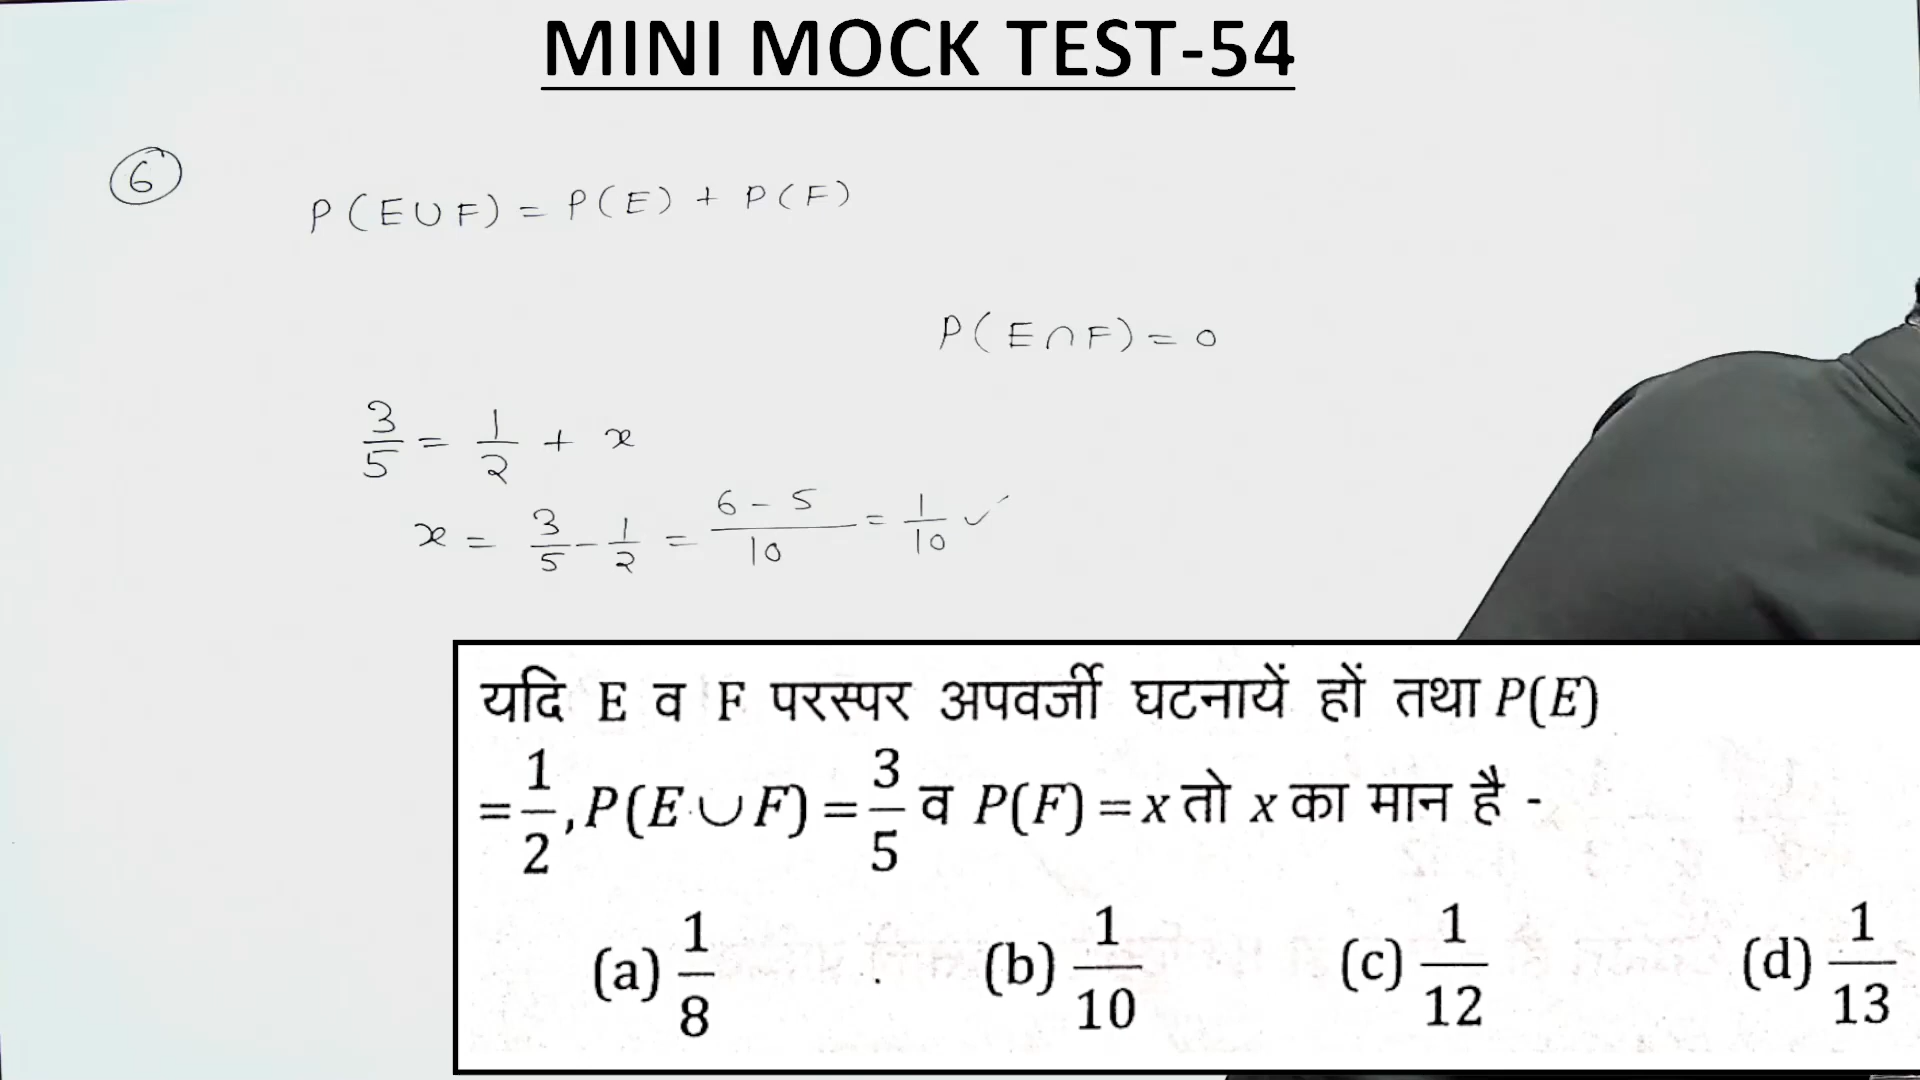 MINI MOCK TEST-54
6
P(E∪F) = P(E) + P(F)
P(E∩F) = 0
3/5 = 1/2 + x
x = 3/5 - 1/2 = (6 - 5)/10 = 1/10 ✓
यदि E व F परस्पर अपवर्जी घटनायें हों तथा P(E)
= 1/2, P(E ∪ F) = 3/5 व P(F) = x तो x का मान है -
(a) 1/8 (b) 1/10 (c) 1/12 (d) 1/13